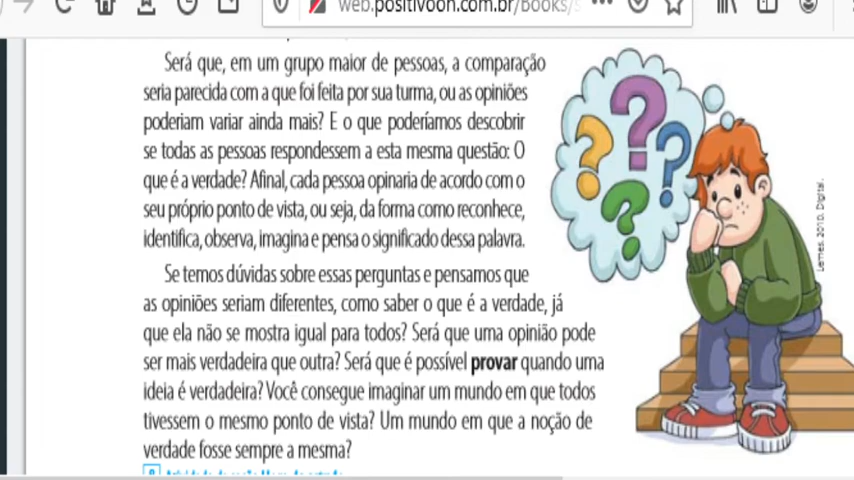 web.positivoon.com.br/Books/
Será que, em um grupo maior de pessoas, a comparação
seria parecida com a que foi feita por sua turma, ou as opiniões
poderiam variar ainda mais? E o que poderíamos descobrir
se todas as pessoas respondessem a esta mesma questão: O
que é a verdade? Afinal, cada pessoa opinaria de acordo com o
seu próprio ponto de vista, ou seja, da forma como reconhece,
identifica, observa, imagina e pensa o significado dessa palavra.
Se temos dúvidas sobre essas perguntas e pensamos que
as opiniões seriam diferentes, como saber o que é a verdade, já
que ela não se mostra igual para todos? Será que uma opinião pode
ser mais verdadeira que outra? Será que é possível provar quando uma
ideia é verdadeira? Você consegue imaginar um mundo em que todos
tivessem o mesmo ponto de vista? Um mundo em que a noção de
verdade fosse sempre a mesma?
? ? ? ?
Lemes. 2010. Digital.